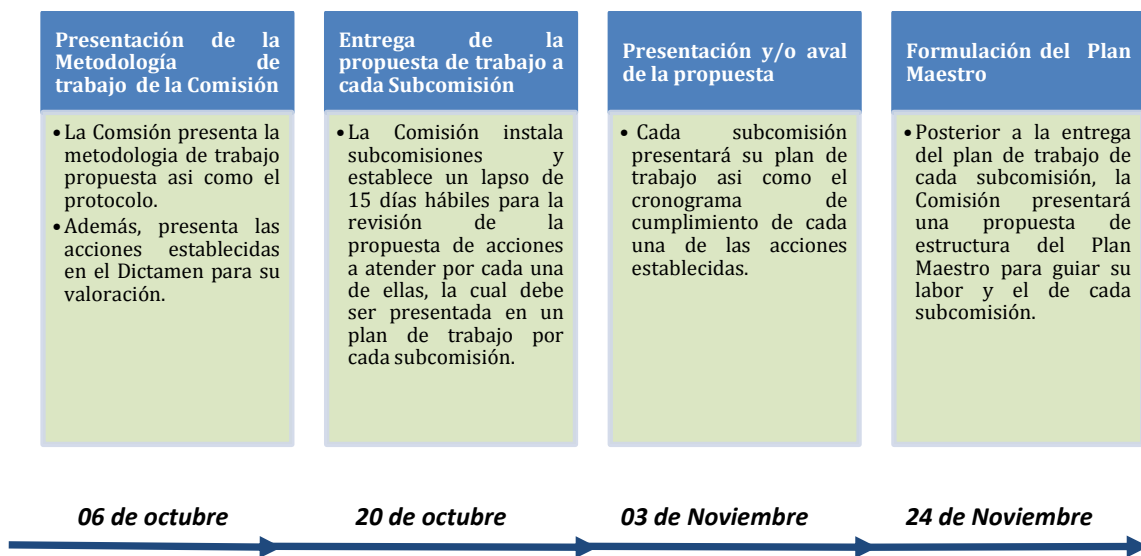 Presentación de la
Metodología de
trabajo de la Comisión
• La Comsión presenta la
metodologia de trabajo
propuesta asi como el
protocolo.
• Además, presenta las
acciones establecidas
en el Dictamen para su
valoración.
Entrega de la
propuesta de trabajo a
cada Subcomisión
• La Comisión instala
subcomisiones y
establece un lapso de
15 días hábiles para la
revisión de la
propuesta de acciones
a atender por cada una
de ellas, la cual debe
ser presentada en un
plan de trabajo por
cada subcomisión.
Presentación y/o aval
de la propuesta
• Cada subcomisión
presentará su plan de
trabajo asi como el
cronograma de
cumplimiento de cada
una de las acciones
establecidas.
Formulación del Plan
Maestro
• Posterior a la entrega
del plan de trabajo de
cada subcomisión, la
Comisión presentará
una propuesta de
estructura del Plan
Maestro para guiar su
labor y el de cada
subcomisión.
06 de octubre
20 de octubre
03 de Noviembre
24 de Noviembre